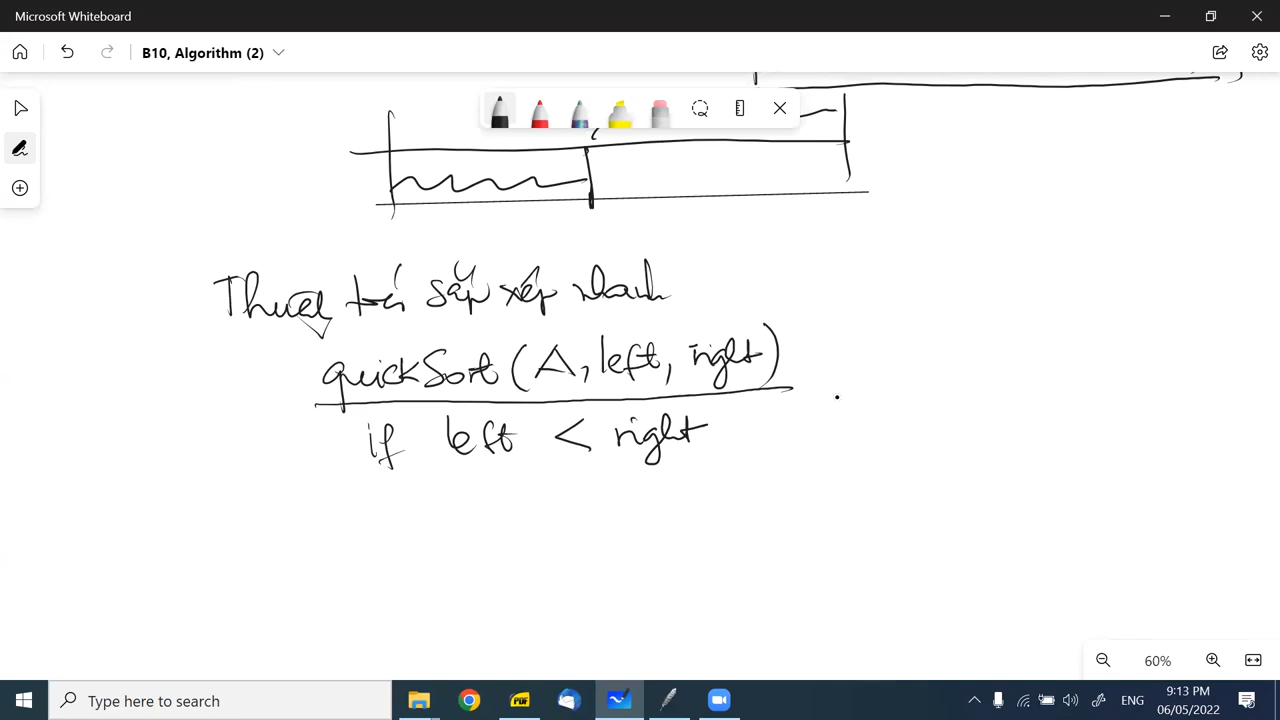 Microsoft Whiteboard
B10, Algorithm (2)
Thuật toán sắp xếp nhanh
quickSort (A, left, right)
if left < right
60%
Type here to search
PDF
ENG
9:13 PM
06/05/2022